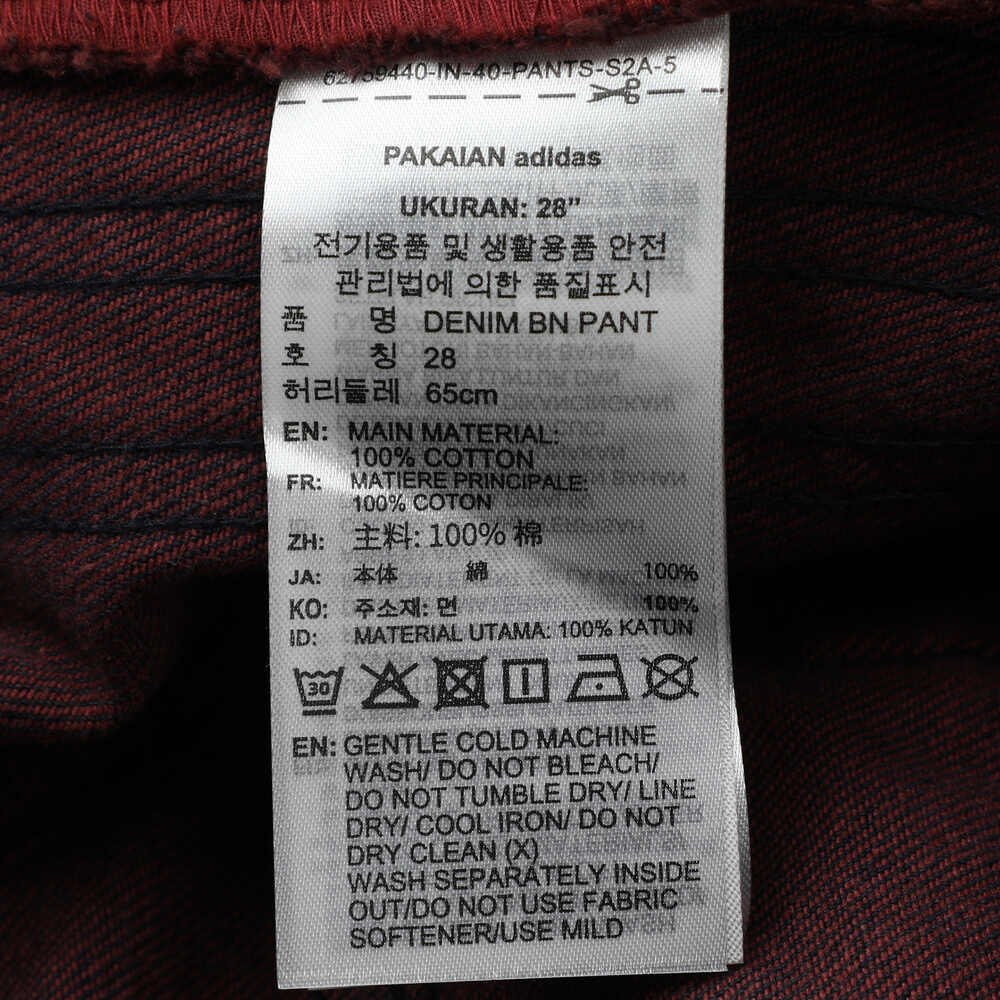 62759440-IN-40-PANTS-S2A-5
PAKAIAN adidas
UKURAN: 28”
전기용품 및 생활용품 안전
관리법에 의한 품질표시
품 명 DENIM BN PANT
호 칭 28
허리둘레 65cm
EN: MAIN MATERIAL:
100% COTTON
FR: MATIERE PRINCIPALE:
100% COTON
ZH: 主料: 100% 棉
JA: 本体 綿 100%
KO: 주소재: 면 100%
ID: MATERIAL UTAMA: 100% KATUN
30
EN: GENTLE COLD MACHINE
WASH/ DO NOT BLEACH/
DO NOT TUMBLE DRY/ LINE
DRY/ COOL IRON/ DO NOT
DRY CLEAN (X)
WASH SEPARATELY INSIDE
OUT/DO NOT USE FABRIC
SOFTENER/USE MILD